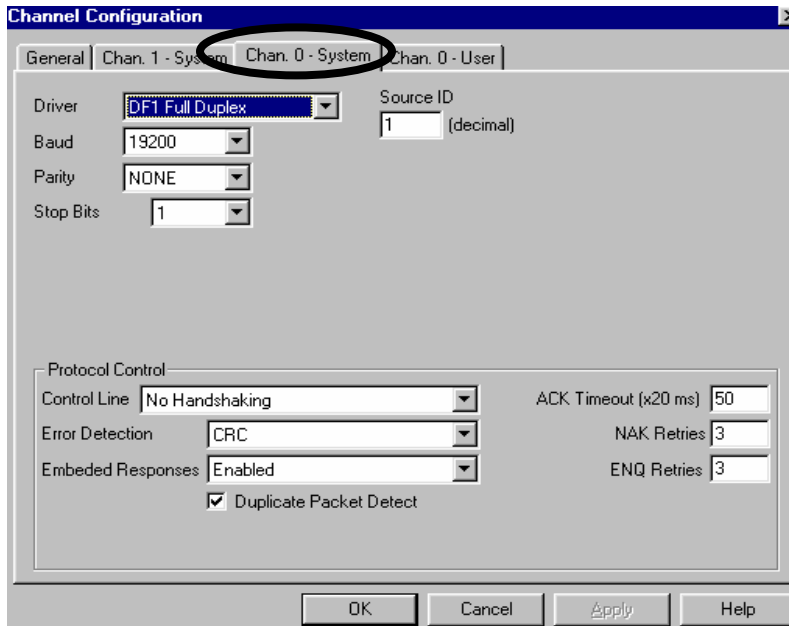 Channel Configuration
General Chan. 1 - System Chan. 0 - System Chan. 0 - User
Driver DF1 Full Duplex Source ID
1 (decimal)
Baud 19200
Parity NONE
Stop Bits 1
Protocol Control
Control Line No Handshaking ACK Timeout (x20 ms) 50
Error Detection CRC NAK Retries 3
Embeded Responses Enabled ENQ Retries 3
Duplicate Packet Detect
OK Cancel Apply Help